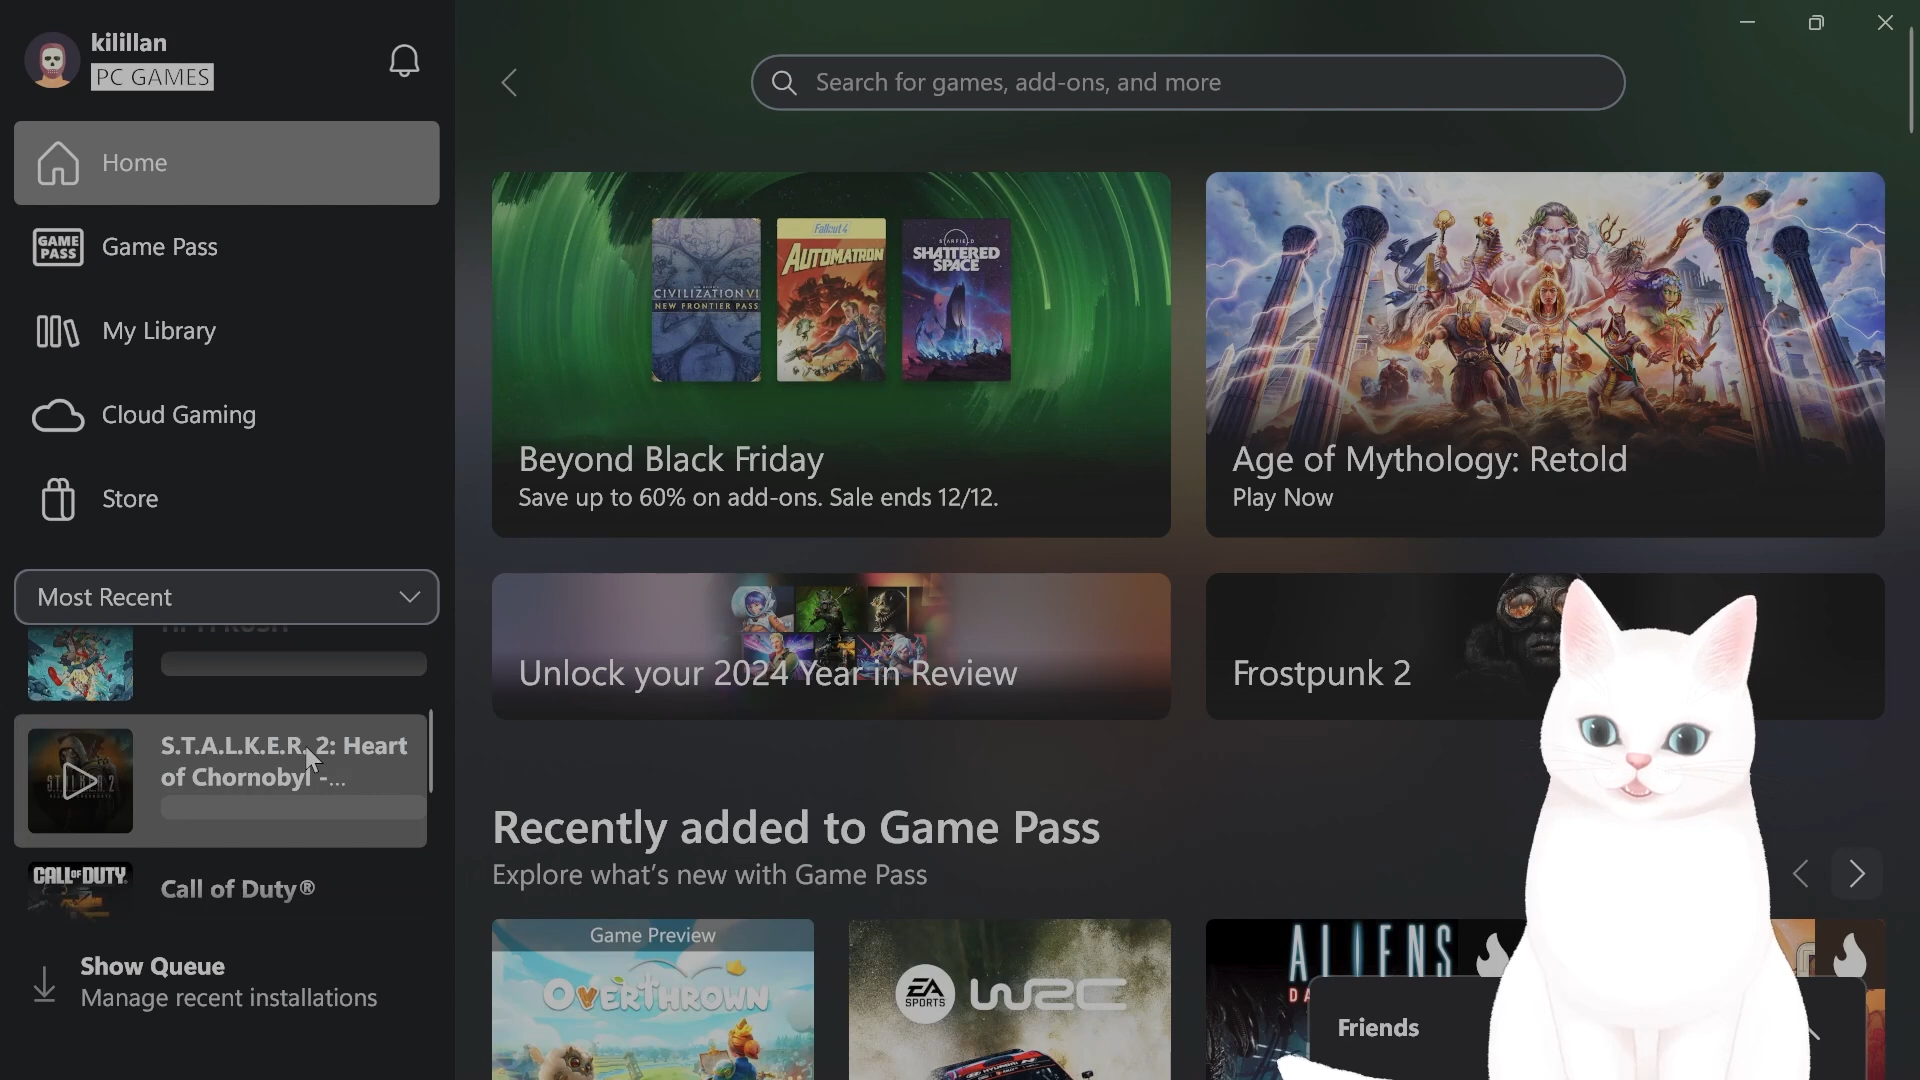 kilillan
PC GAMES
Home
GAME PASS
Game Pass
My Library
Cloud Gaming
Store
Most Recent
S.T.A.L.K.E.R. 2: Heart
of Chornobyl -...
CALL OF DUTY
Call of Duty®
Show Queue
Manage recent installations
Search for games, add-ons, and more
CIVILIZATION VI
NEW FRONTIER PASS
Fallout 4
AUTOMATRON
STARFIELD
SHATTERED
SPACE
Beyond Black Friday
Save up to 60% on add-ons. Sale ends 12/12.
Age of Mythology: Retold
Play Now
Unlock your 2024 Year in Review
Frostpunk 2
Recently added to Game Pass
Explore what's new with Game Pass
Game Preview
OVERTHROWN
EA
SPORTS
WRC
ALIENS
Friends